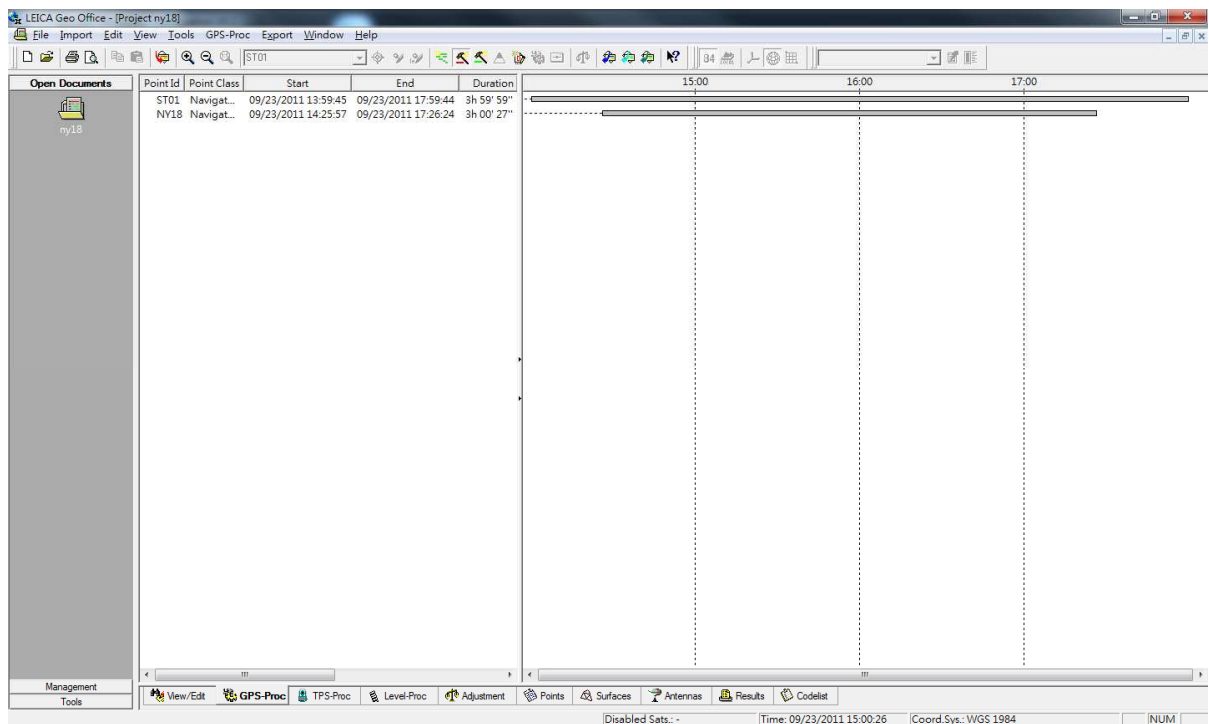 LEICA Geo Office - [Project ny18]
File Import Edit View Tools GPS-Proc Export Window Help
ST01
Open Documents
ny18
Point Id Point Class Start End Duration 15:00 16:00 17:00
ST01 Navigat... 09/23/2011 13:59:45 09/23/2011 17:59:44 3h 59' 59"
NY18 Navigat... 09/23/2011 14:25:57 09/23/2011 17:26:24 3h 00' 27"
Management
Tools
View/Edit GPS-Proc TPS-Proc Level-Proc Adjustment Points Surfaces Antennas Results Codelist
Disabled Sats.: - Time: 09/23/2011 15:00:26 Coord.Sys.: WGS 1984 NUM